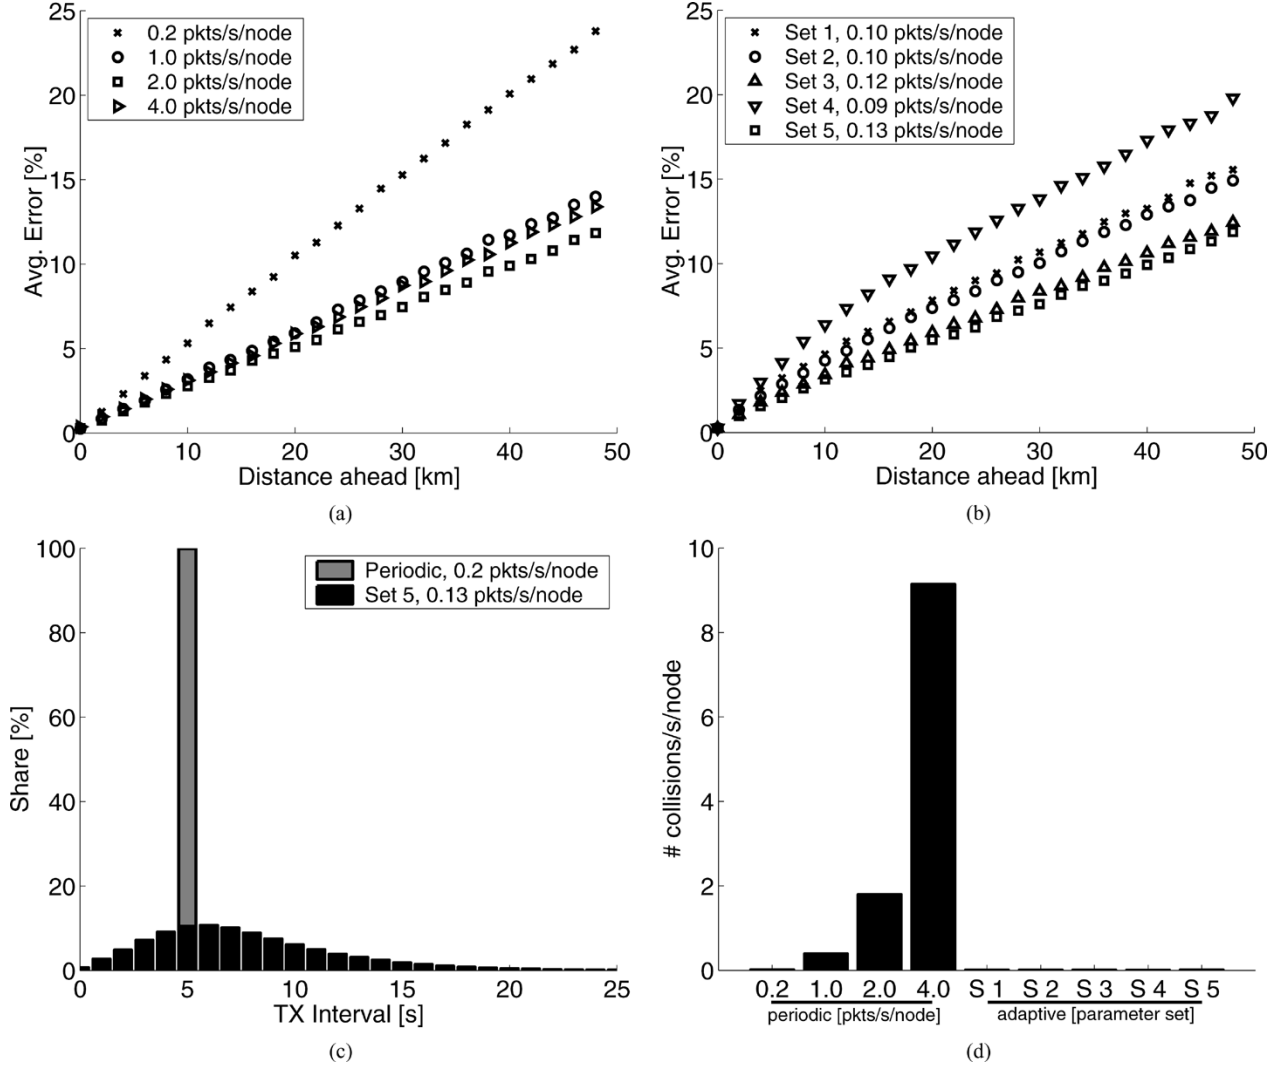 25
20
15
10
5
0
Avg. Error [%]
0.2 pkts/s/node
1.0 pkts/s/node
2.0 pkts/s/node
4.0 pkts/s/node
0 10 20 30 40 50
Distance ahead [km]
(a)
25
20
15
10
5
0
Avg. Error [%]
Set 1, 0.10 pkts/s/node
Set 2, 0.10 pkts/s/node
Set 3, 0.12 pkts/s/node
Set 4, 0.09 pkts/s/node
Set 5, 0.13 pkts/s/node
0 10 20 30 40 50
Distance ahead [km]
(b)
100
80
60
40
20
0
Share [%]
Periodic, 0.2 pkts/s/node
Set 5, 0.13 pkts/s/node
0 5 10 15 20 25
TX Interval [s]
(c)
10
8
6
4
2
0
# collisions/s/node
0.2 1.0 2.0 4.0 S 1 S 2 S 3 S 4 S 5
periodic [pkts/s/node] adaptive [parameter set]
(d)